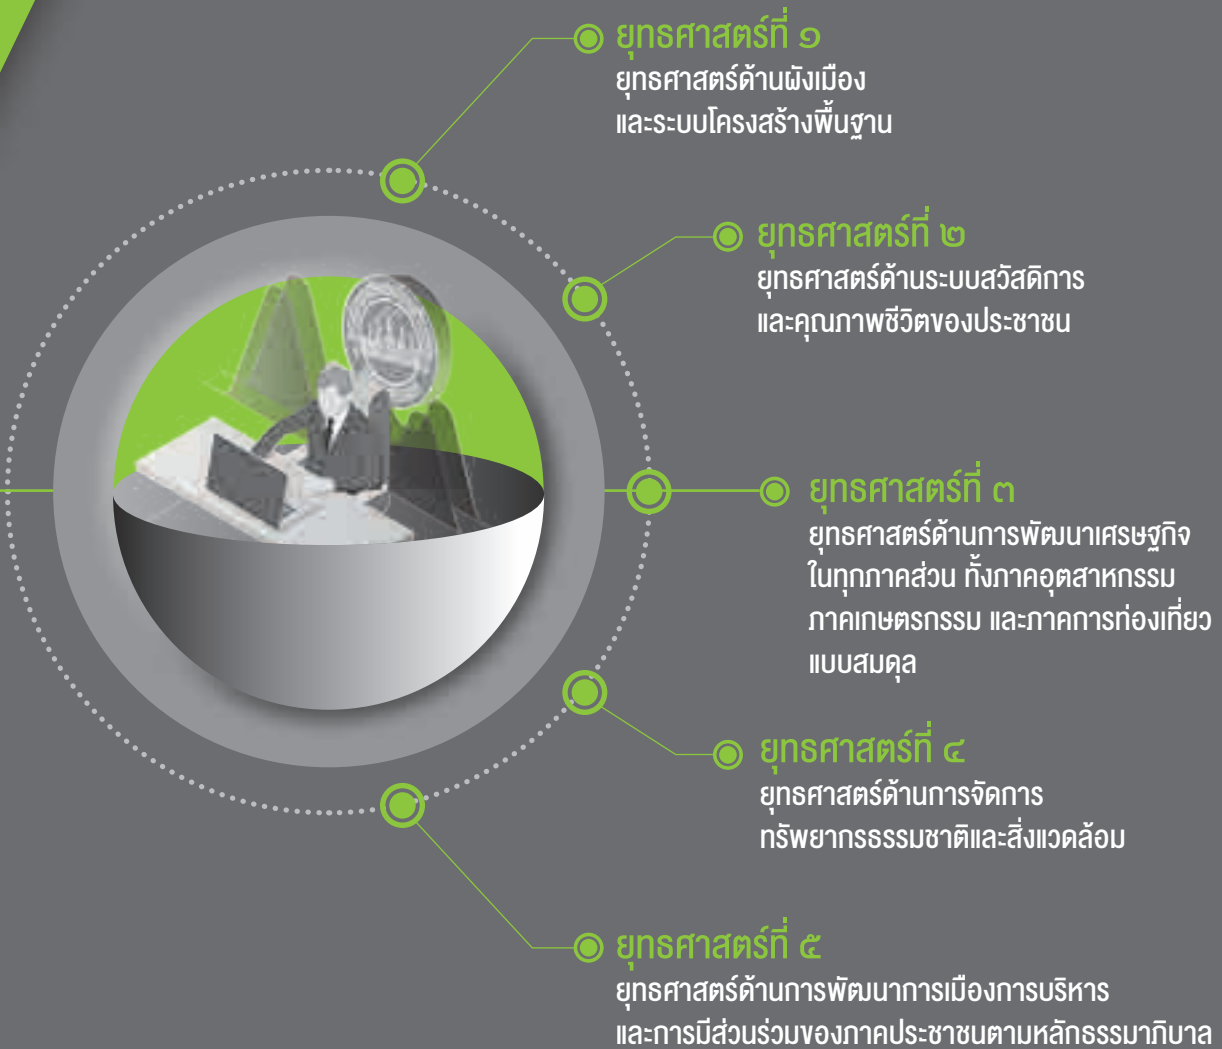 ยุทธศาสตร์ที่ ๑
ยุทธศาสตร์ด้านผังเมือง
และระบบโครงสร้างพื้นฐาน
ยุทธศาสตร์ที่ ๒
ยุทธศาสตร์ด้านระบบสวัสดิการ
และคุณภาพชีวิตของประชาชน
ยุทธศาสตร์ที่ ๓
ยุทธศาสตร์ด้านการพัฒนาเศรษฐกิจ
ในทุกภาคส่วน ทั้งภาคอุตสาหกรรม
ภาคเกษตรกรรม และภาคการท่องเที่ยว
แบบสมดุล
ยุทธศาสตร์ที่ ๔
ยุทธศาสตร์ด้านการจัดการ
ทรัพยากรธรรมชาติและสิ่งแวดล้อม
ยุทธศาสตร์ที่ ๕
ยุทธศาสตร์ด้านการพัฒนาการเมืองการบริหาร
และการมีส่วนร่วมของภาคประชาชนตามหลักธรรมาภิบาล